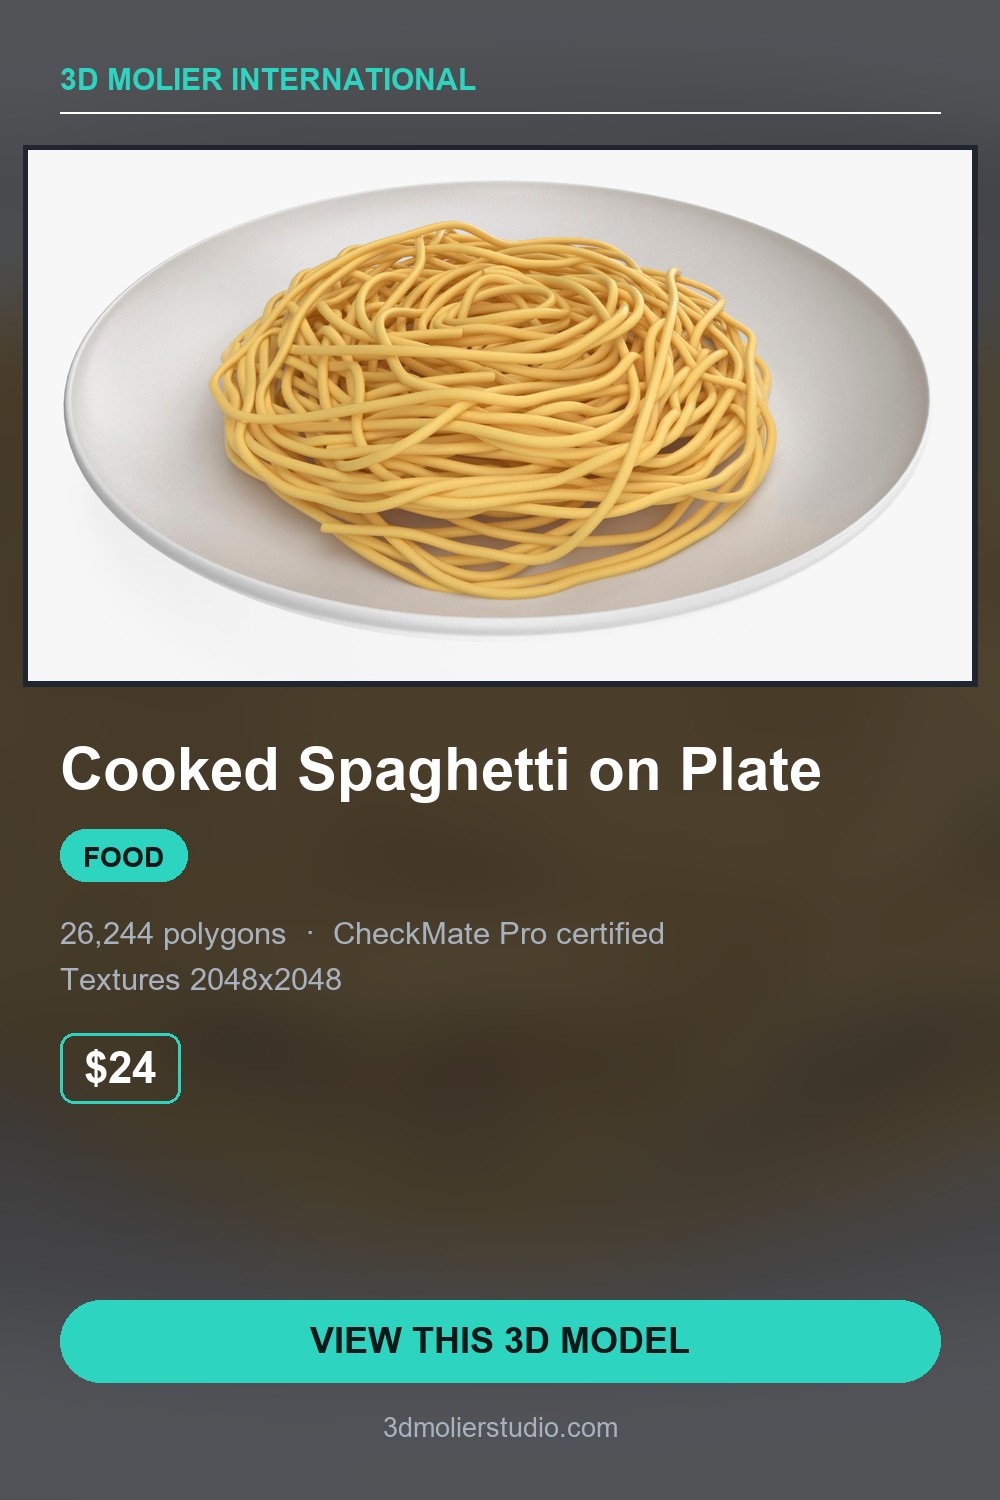 3D MOLIER INTERNATIONAL
Cooked Spaghetti on Plate
FOOD
26,244 polygons · CheckMate Pro certified
Textures 2048x2048
$24
VIEW THIS 3D MODEL
3dmolierstudio.com